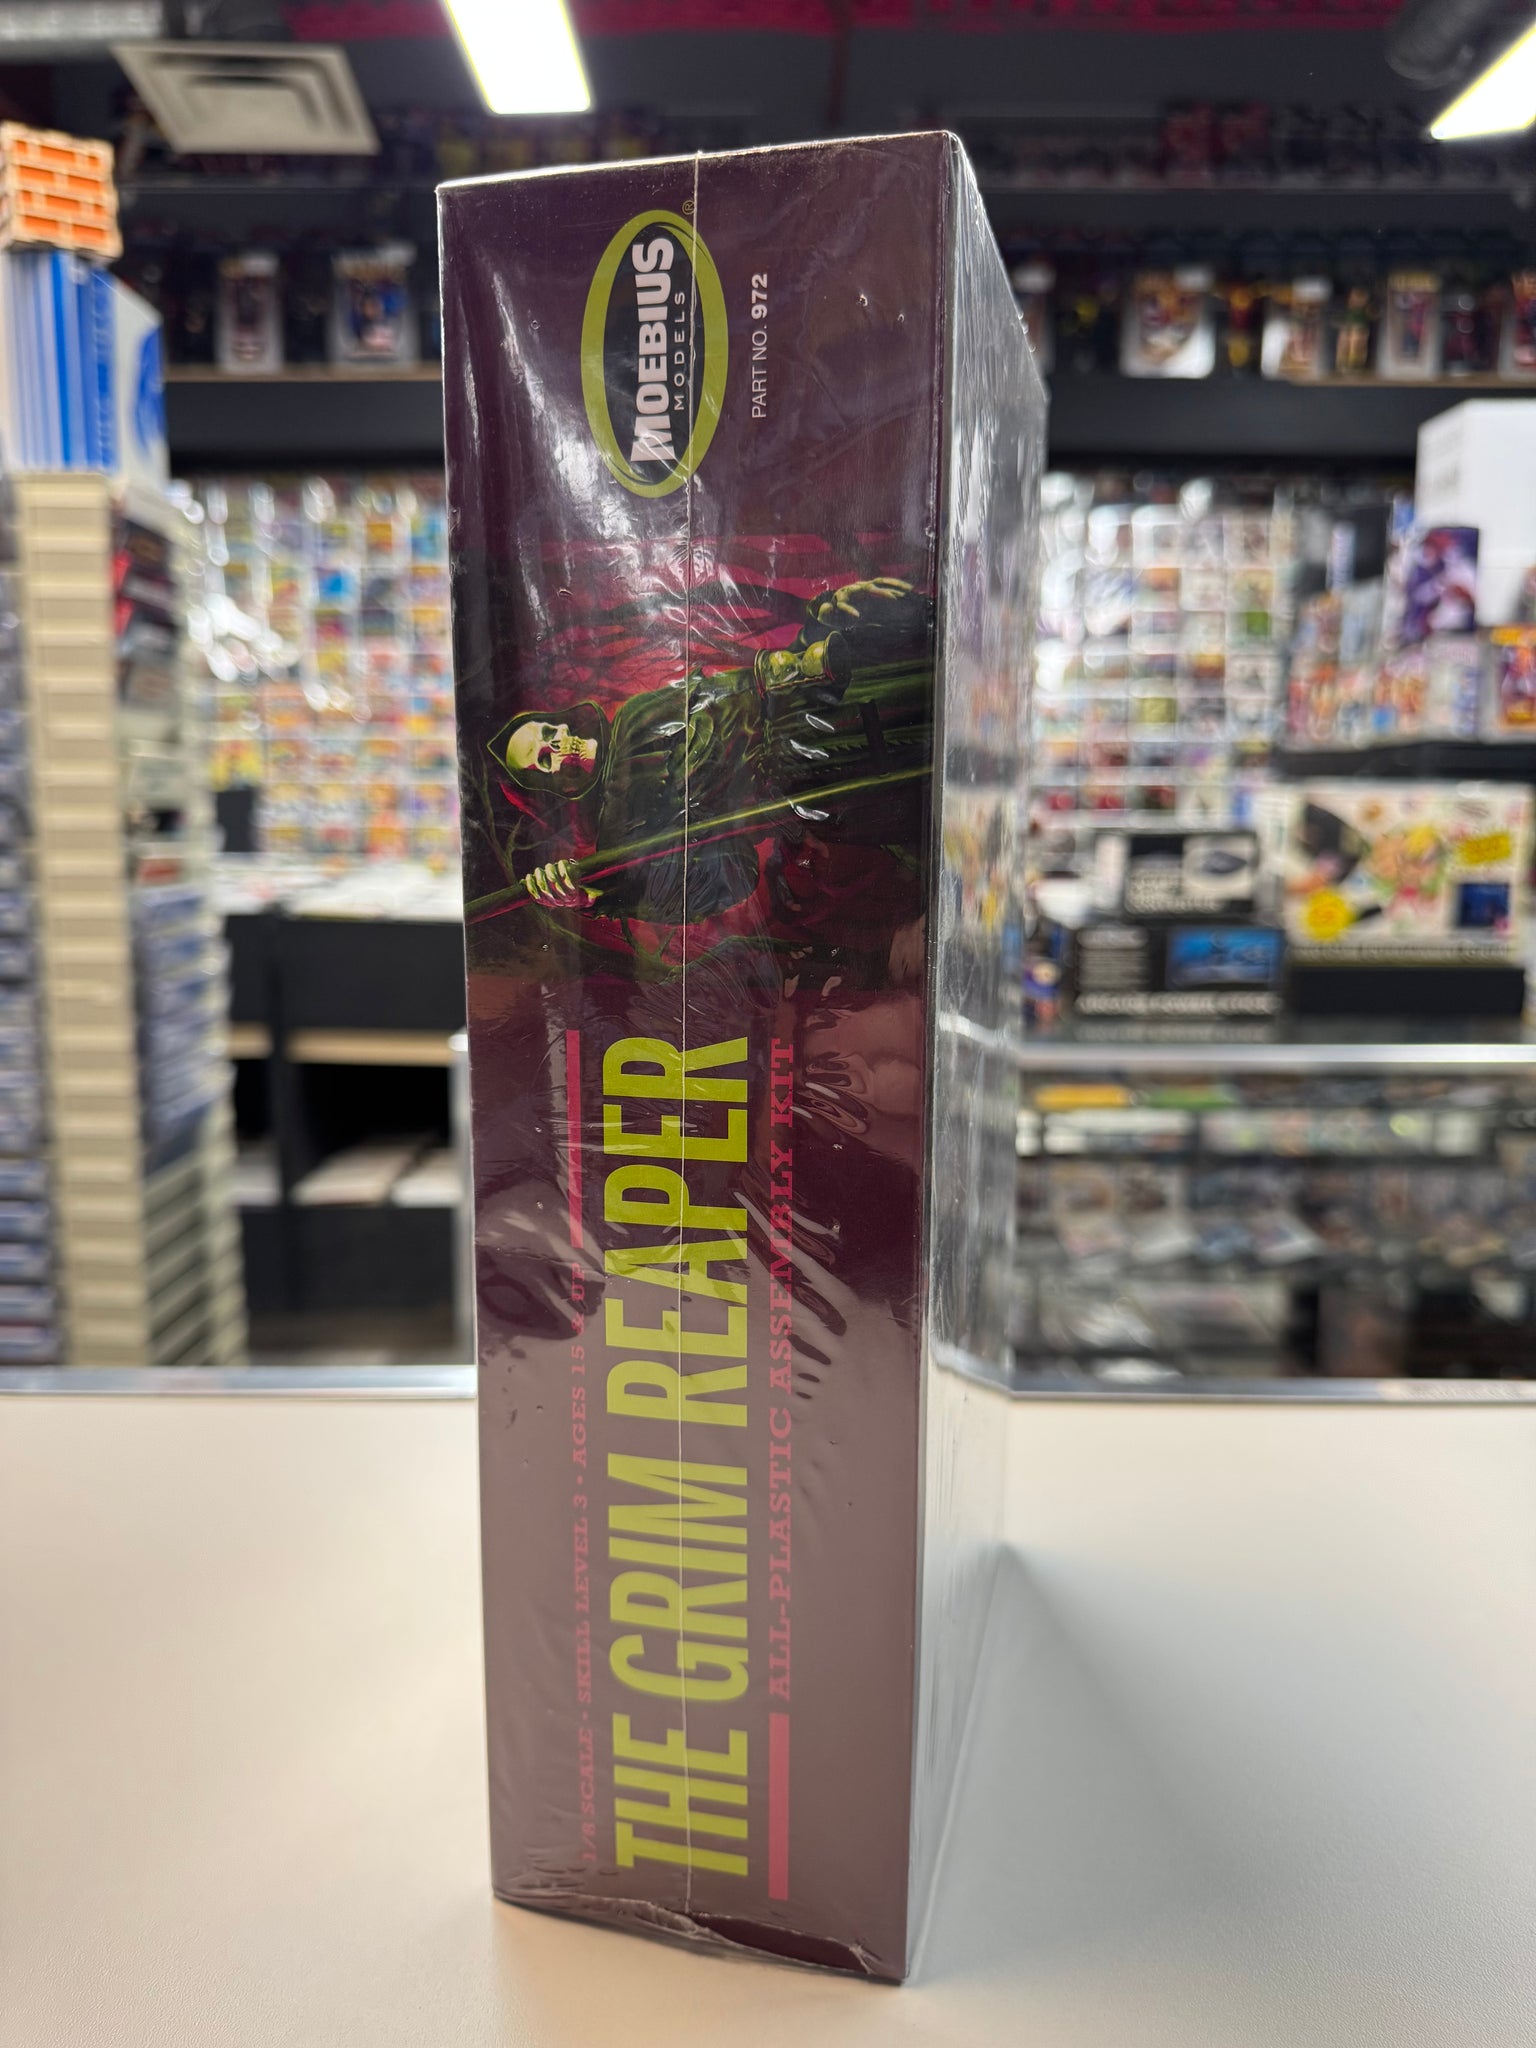 MOEBIUS®
MODELS
PART NO. 972
1/8 SCALE • SKILL LEVEL 3 • AGES 15 & UP
THE GRIM REAPER
ALL-PLASTIC ASSEMBLY KIT